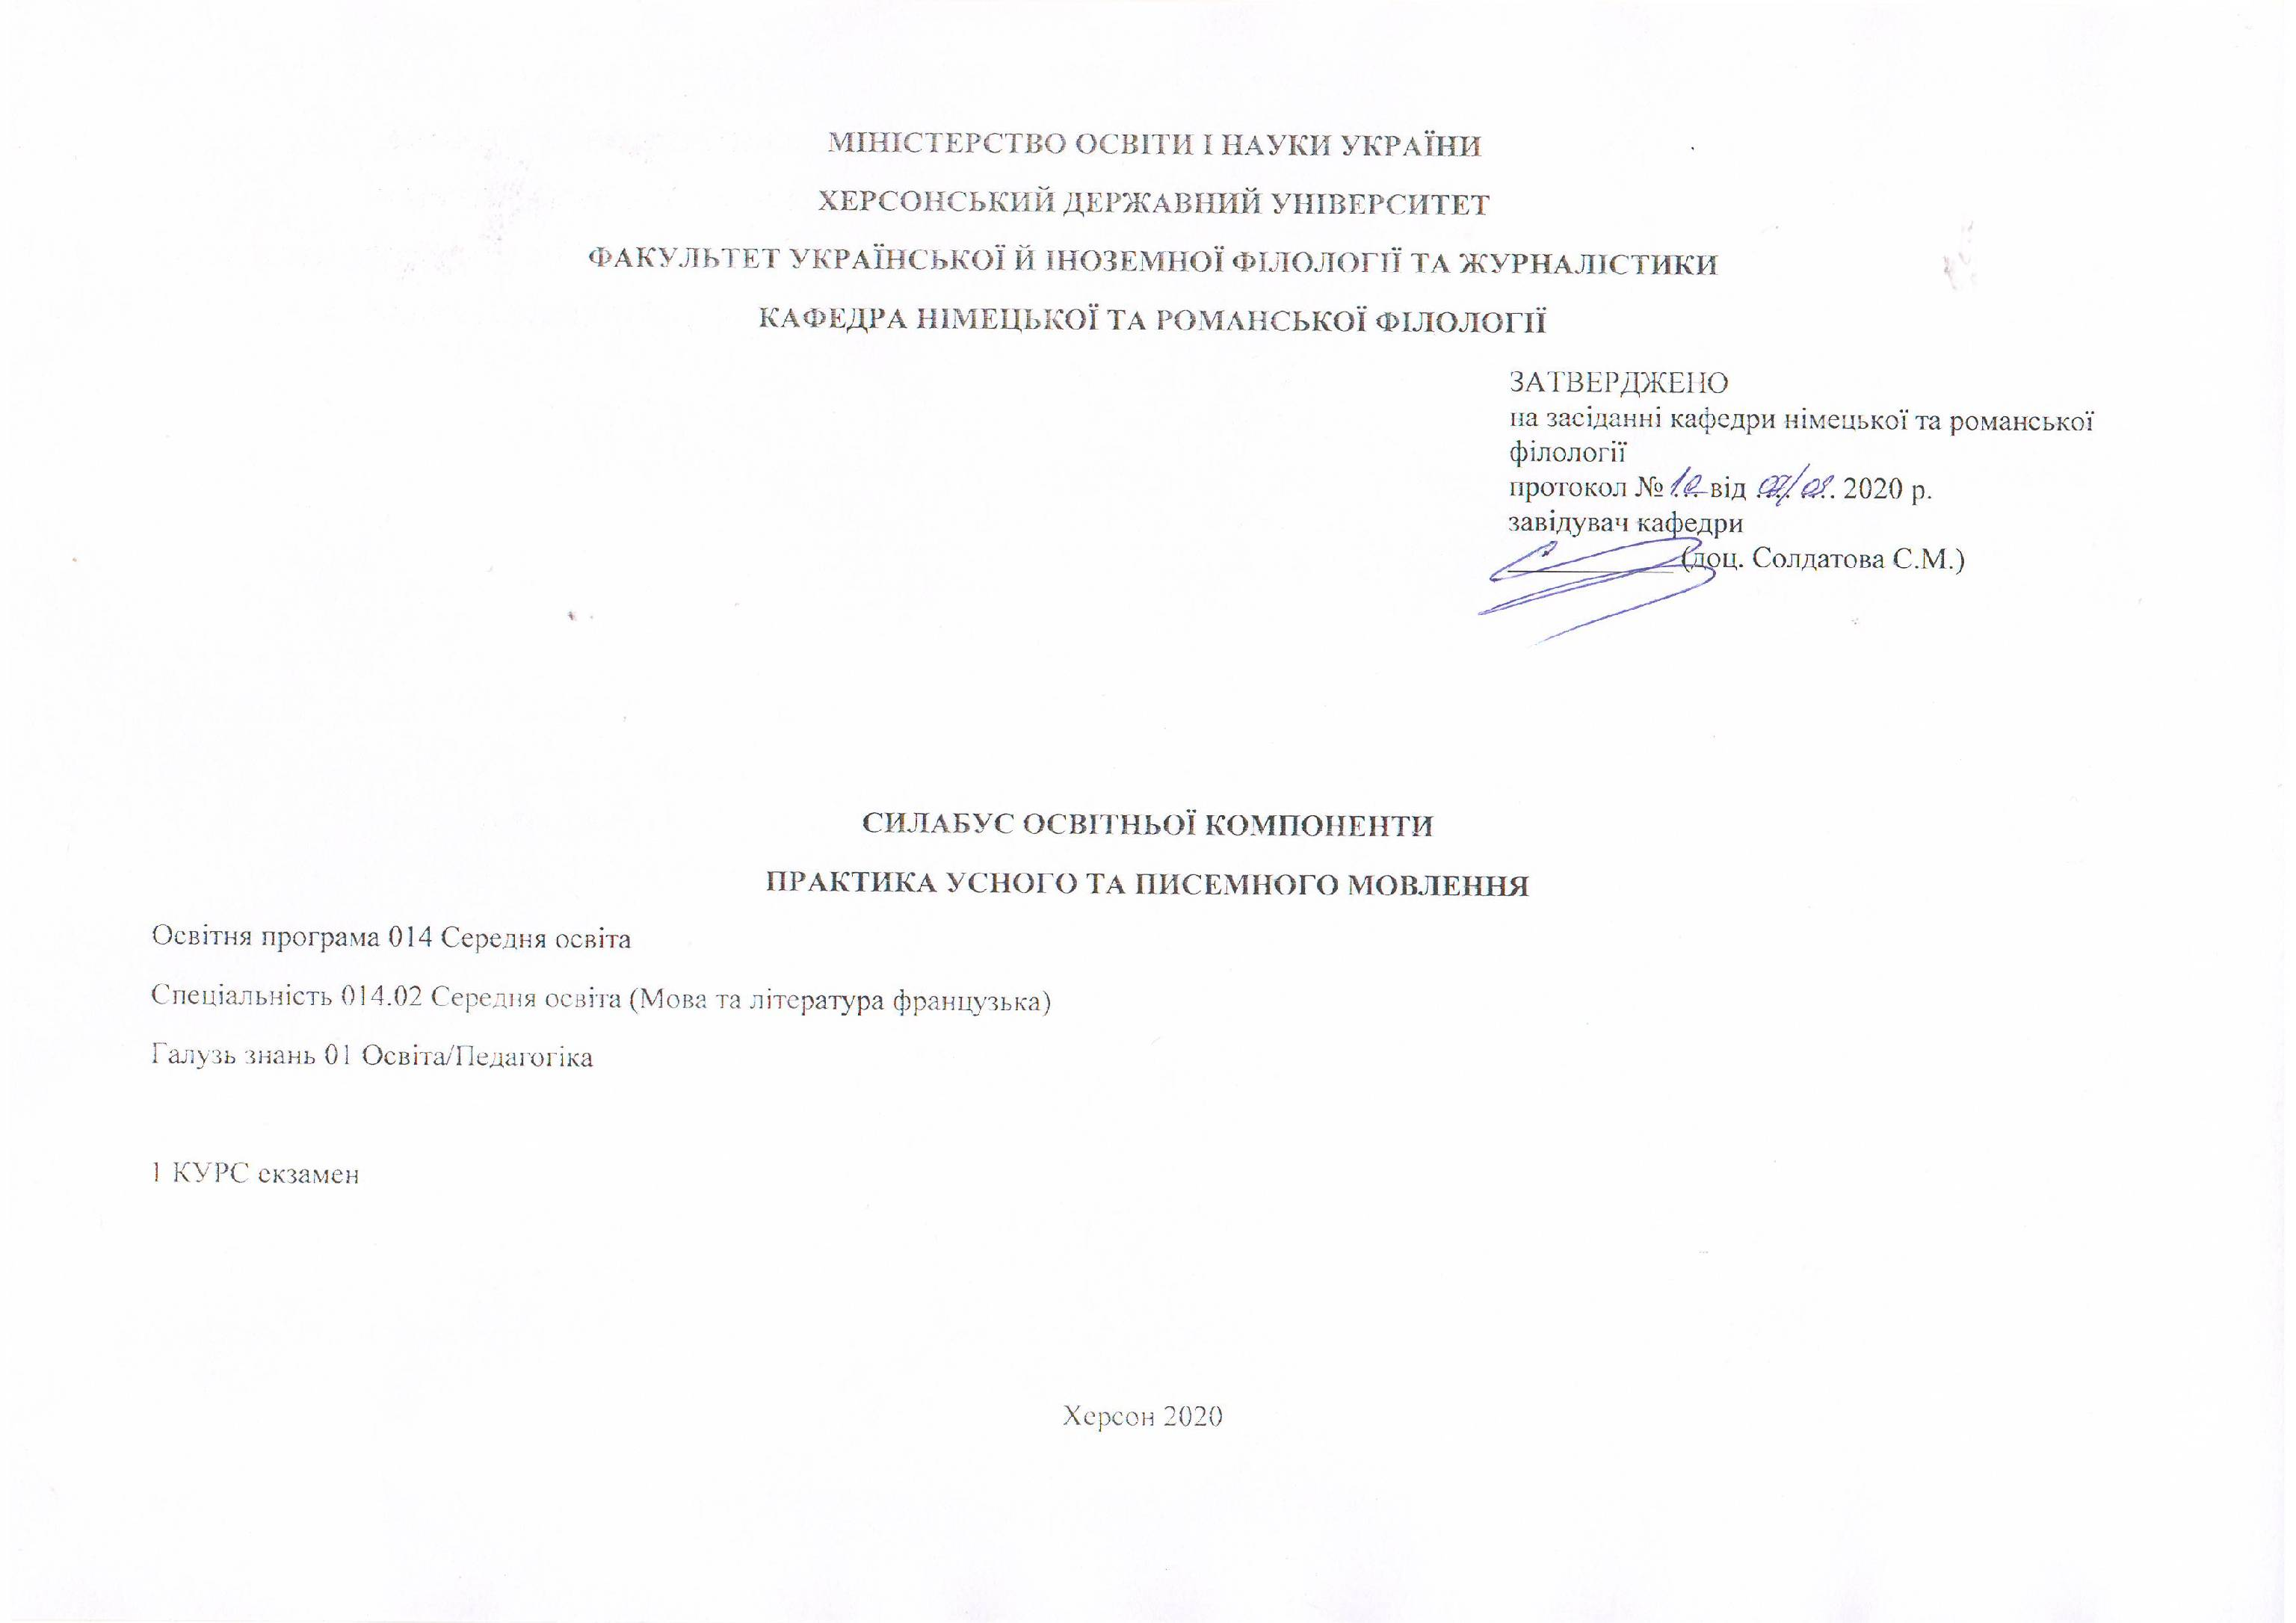 МІНІСТЕРСТВО ОСВІТИ І НАУКИ УКРАЇНИ
ХЕРСОНСЬКИЙ ДЕРЖАВНИЙ УНІВЕРСИТЕТ
ФАКУЛЬТЕТ УКРАЇНСЬКОЇ Й ІНОЗЕМНОЇ ФІЛОЛОГІЇ ТА ЖУРНАЛІСТИКИ
КАФЕДРА НІМЕЦЬКОЇ ТА РОМАНСЬКОЇ ФІЛОЛОГІЇ
ЗАТВЕРДЖЕНО
на засіданні кафедри німецької та романської
філології
протокол № від 2020 р.
завідувач кафедри
(доц. Солдатова С.М.)
СИЛАБУС ОСВІТНЬОЇ КОМПОНЕНТИ
ПРАКТИКА УСНОГО ТА ПИСЕМНОГО МОВЛЕННЯ
Освітня програма 014 Середня освіта
Спеціальність 014.02 Середня освіта (Мова та література французька)
Галузь знань 01 Освіта/Педагогіка
1 КУРС екзамен
Херсон 2020